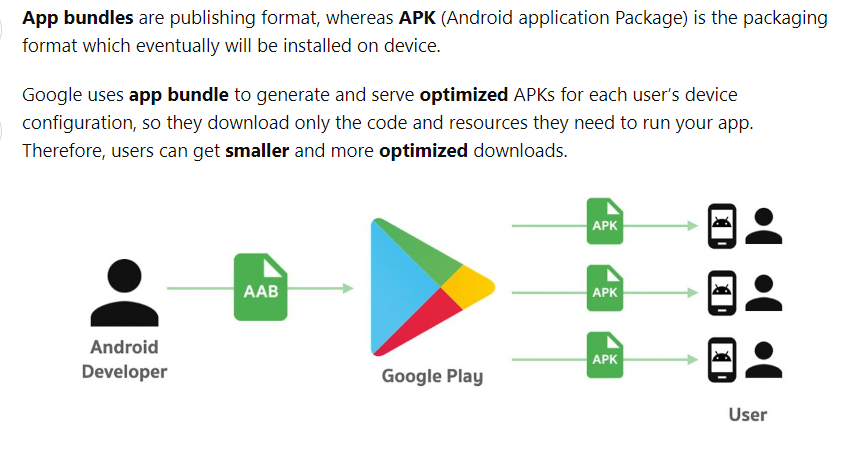 App bundles are publishing format, whereas APK (Android application Package) is the packaging
format which eventually will be installed on device.
Google uses app bundle to generate and serve optimized APKs for each user's device
configuration, so they download only the code and resources they need to run your app.
Therefore, users can get smaller and more optimized downloads.
APK
AAB
APK
Android
Developer
APK
Google Play
User